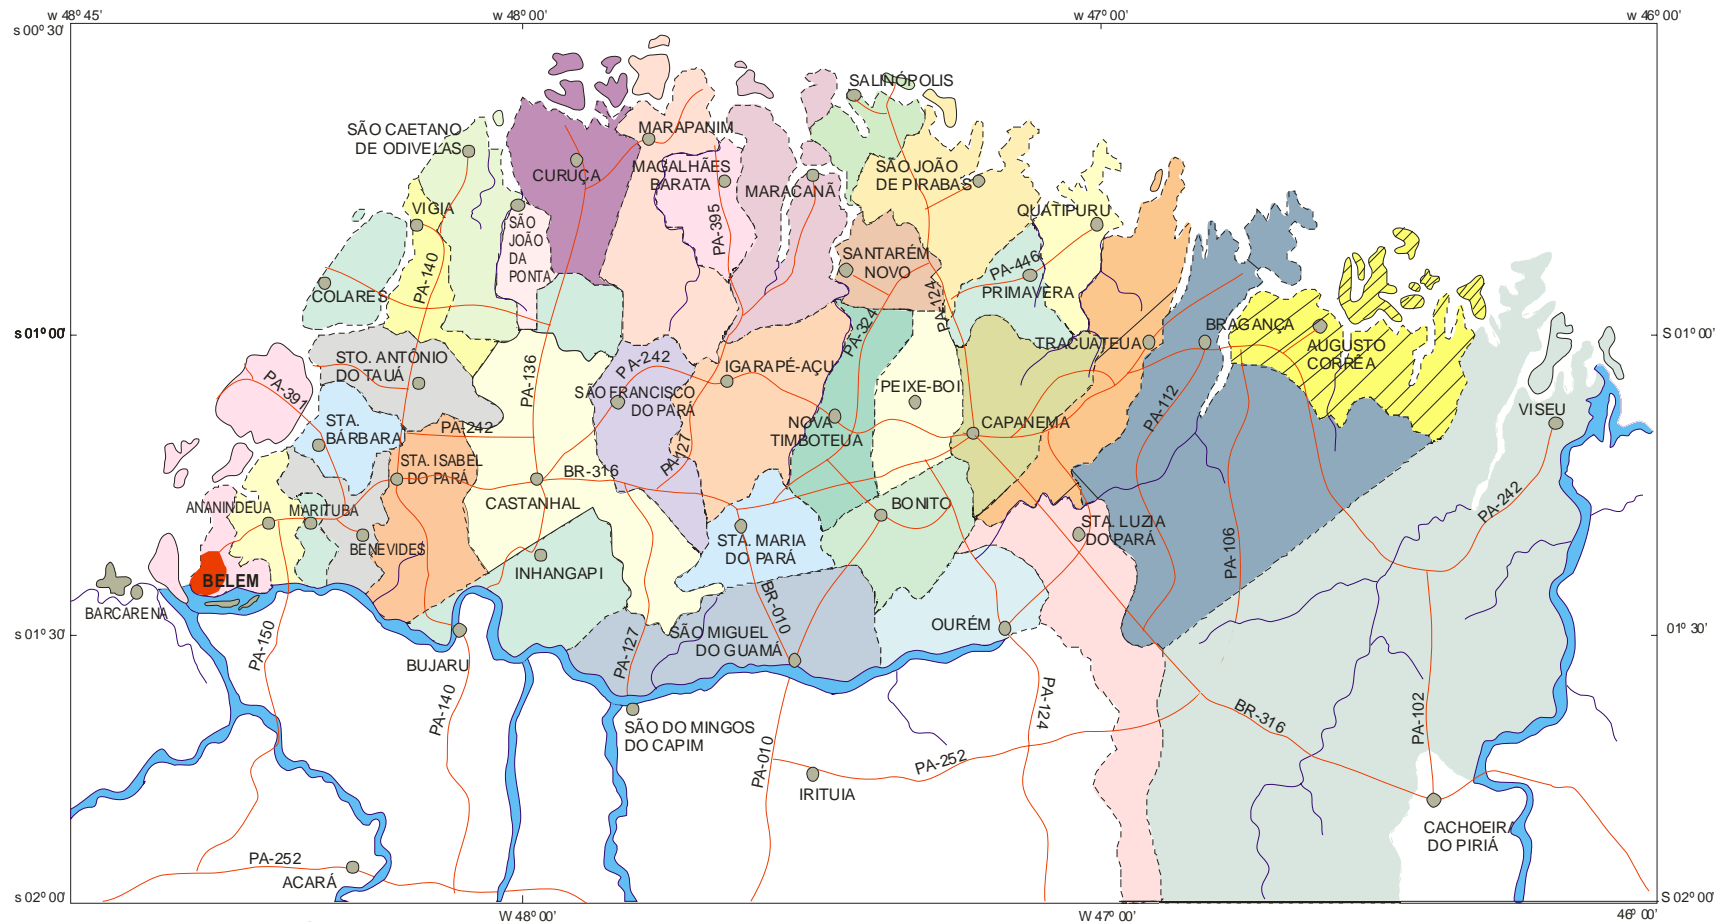 w 48º 45'
w 48º 00'
w 47º 00'
w 46º 00'
s 00º 30'
SALINÓPOLIS
SÃO CAETANO
DE ODIVELAS
MARAPANIM
CURUÇA
MAGALHÃES
BARATA
MARACANÃ
SÃO JOÃO
DE PIRABAS
VIGIA
SÃO
JOÃO
DA
PONTA
QUATIPURU
PA-395
SANTARÉM
NOVO
PA-140
PA-446
PRIMAVERA
COLARES
PA-124
PA-324
BRAGANÇA
S 01º 00'
S 01º 00'
TRACUATEUA
AUGUSTO
CORRÊA
STO. ANTÔNIO
DO TAUÁ
PA-136
PA-242
IGARAPÉ-AÇU
PA-391
SÃO FRANCISCO
DO PARÁ
PEIXE-BOI
VISEU
PA-112
STA.
BÁRBARA
PA-242
NOVA
TIMBOTEUA
CAPANEMA
PA-127
STA. ISABEL
DO PARÁ
BR-316
CASTANHAL
PA-242
ANANINDEUA
MARITUBA
BONITO
BENEVIDES
STA. MARIA
DO PARÁ
STA. LUZIA
DO PARÁ
PA-106
BELEM
INHANGAPI
BARCARENA
BR-010
OURÉM
S 01º 30'
01º 30'
PA-150
SÃO MIGUEL
DO GUAMÁ
PA-127
BUJARU
PA-140
PA-124
BR-316
PA-102
SÃO DO MINGOS
DO CAPIM
PA-010
PA-252
IRITUIA
CACHOEIRA
DO PIRIÁ
PA-252
ACARÁ
S 02º 00'
S 02º 00'
W 48º 00'
W 47º 00'
46º 00'